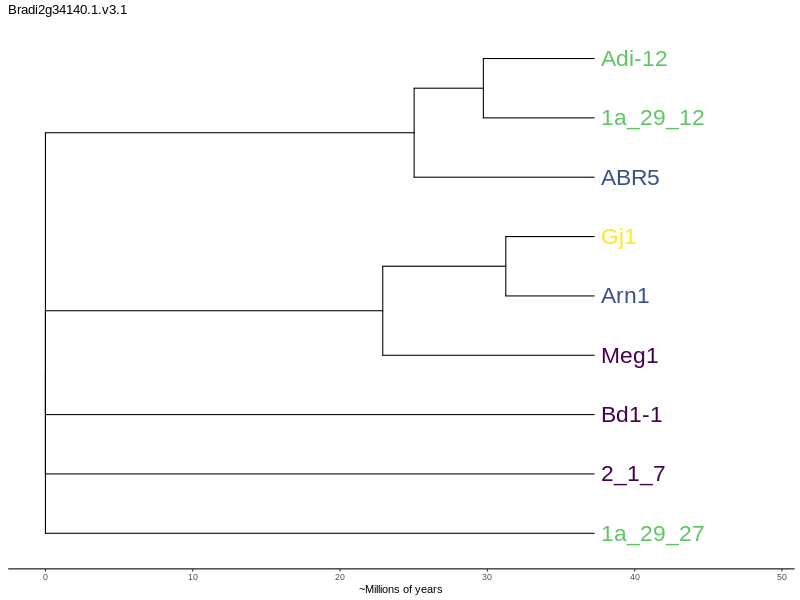 Bradi2g34140.1.v3.1
Adi-12
1a_29_12
ABR5
Gj1
Arn1
Meg1
Bd1-1
2_1_7
1a_29_27
0 10 20 30 40 50
~Millions of years